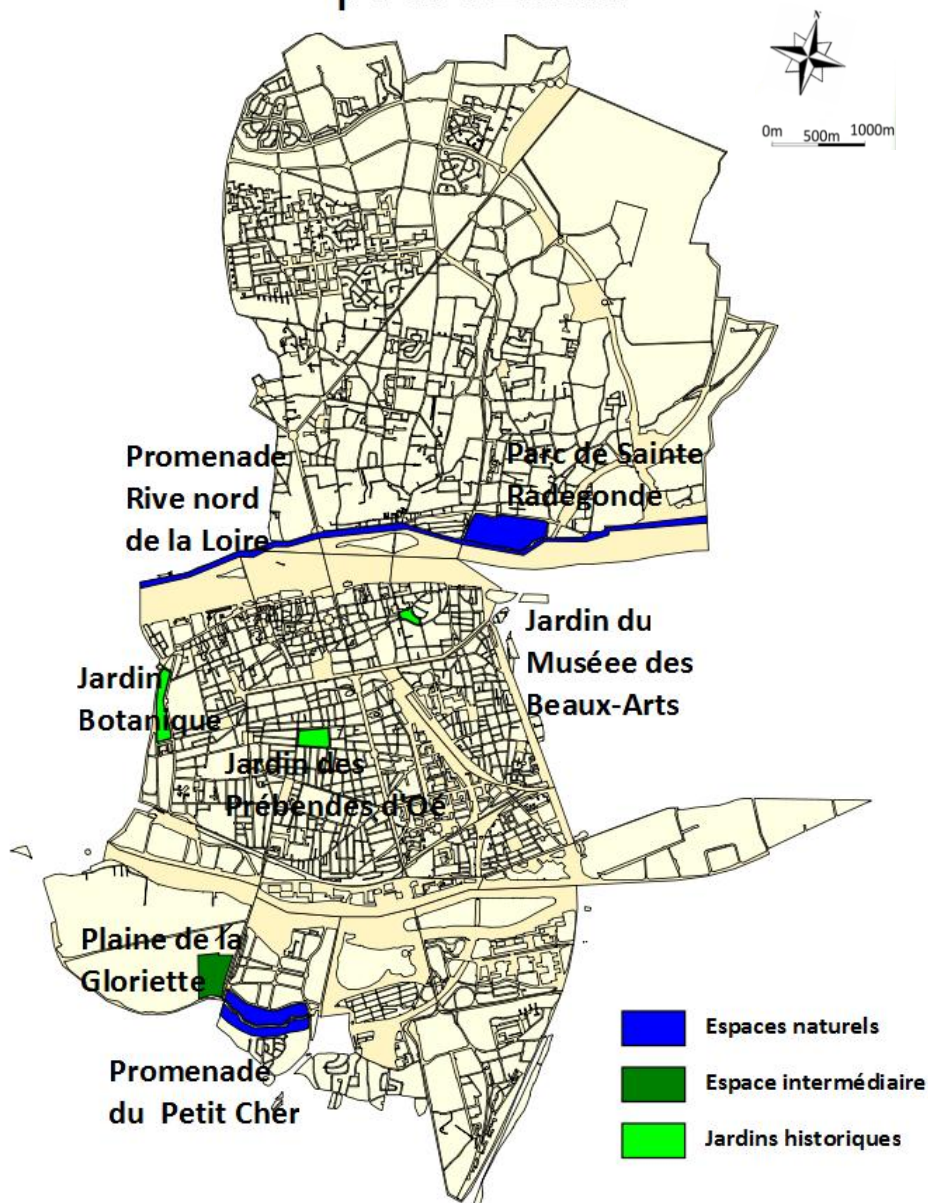 N
0m 500m 1000m
Promenade
Rive nord
de la Loire
Parc de Sainte
Radegonde
Jardin du
Muséee des
Beaux-Arts
Jardin
Botanique
Jardin des
Prébendes d'Oé
Plaine de la
Gloriette
Promenade
du Petit Cher
Espaces naturels
Espace intermédiaire
Jardins historiques